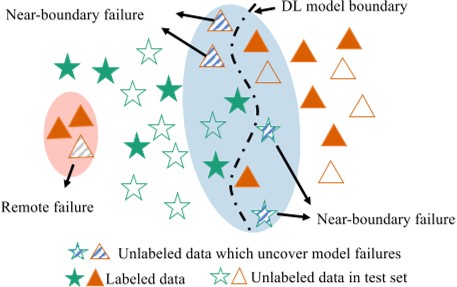 Near-boundary failure
DL model boundary
Remote failure
Near-boundary failure
Unlabeled data which uncover model failures
Labeled data
Unlabeled data in test set